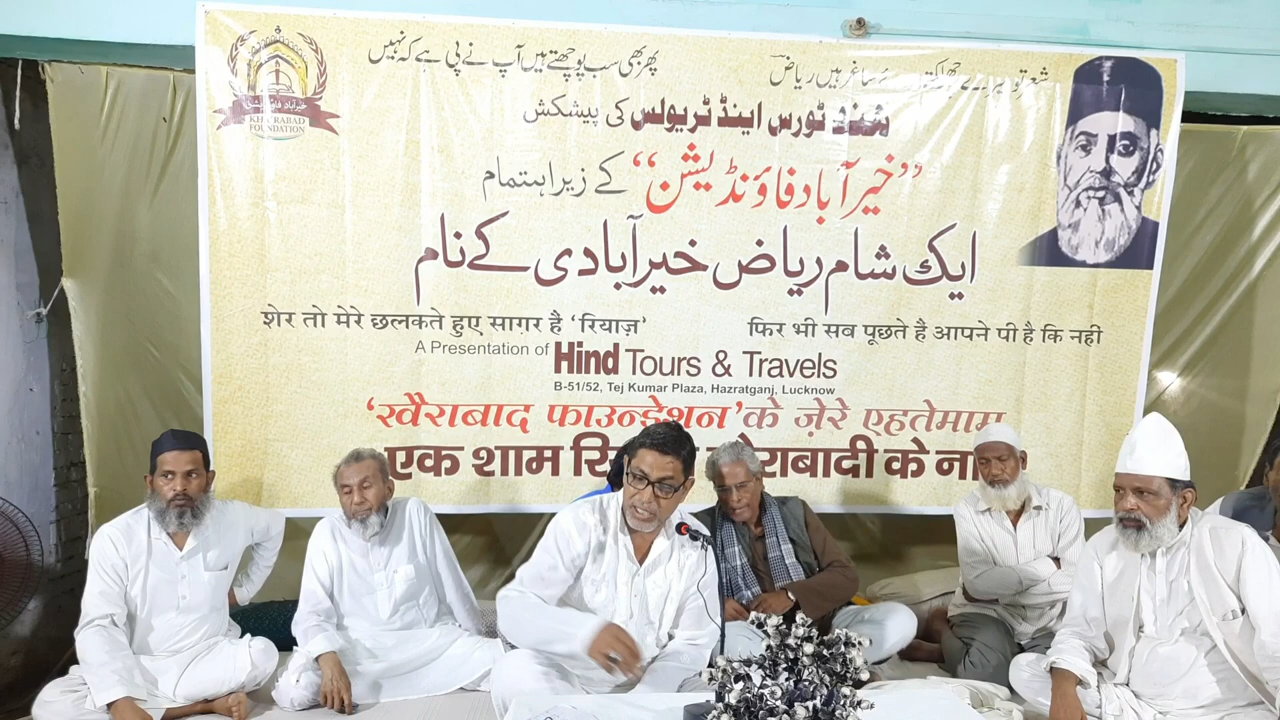 شعر تو میرے چھلکتے ہوئے ساغر ہیں ریاضؔ پھر بھی سب پوچھتے ہیں آپ نے پی ہے کہ نہیں
خیرآباد فاؤنڈیشن
KHAIRABAD
FOUNDATION
ہند ٹورس اینڈ ٹریولس کی پیشکش
”خیرآباد فاؤنڈیشن“ کے زیر اہتمام
ایک شام ریاض خیرآبادی کے نام
शेर तो मेरे छलकते हुए साग़र है 'रियाज़' फिर भी सब पूछते हैं आपने पी है कि नही
A Presentation of Hind Tours & Travels
B-51/52, Tej Kumar Plaza, Hazratganj, Lucknow
'खैराबाद फाउन्डेशन' के ज़ेरे एहतेमाम
एक शाम खैराबादी के